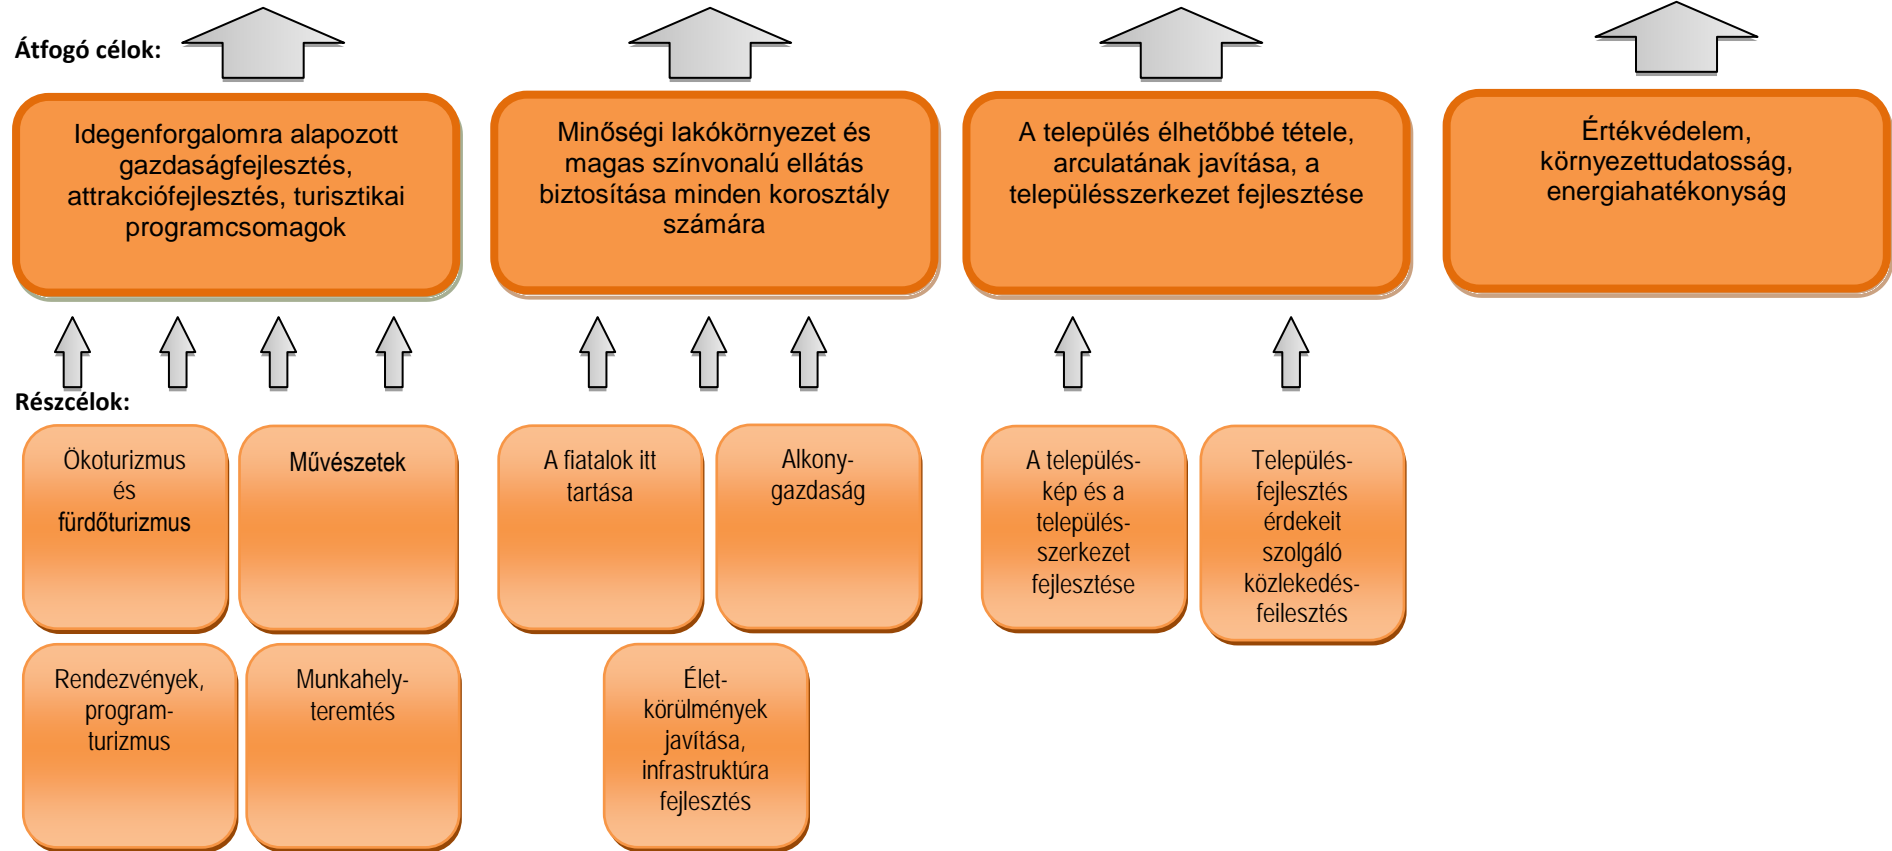 Átfogó célok:
Idegenforgalomra alapozott
gazdaságfejlesztés,
attrakciófejlesztés, turisztikai
programcsomagok
Minőségi lakókörnyezet és
magas színvonalú ellátás
biztosítása minden korosztály
számára
A település élhetőbbé tétele,
arculatának javítása, a
településszerkezet fejlesztése
Értékvédelem,
környezettudatosság,
energiahatékonyság
Részcélok:
Ökoturizmus
és
fürdőturizmus
Művészetek
A fiatalok itt
tartása
Alkony-
gazdaság
A település-
kép és a
település-
szerkezet
fejlesztése
Település-
fejlesztés
érdekeit
szolgáló
közlekedés-
fejlesztés
Rendezvények,
program-
turizmus
Munkahely-
teremtés
Élet-
körülmények
javítása,
infrastruktúra
fejlesztés